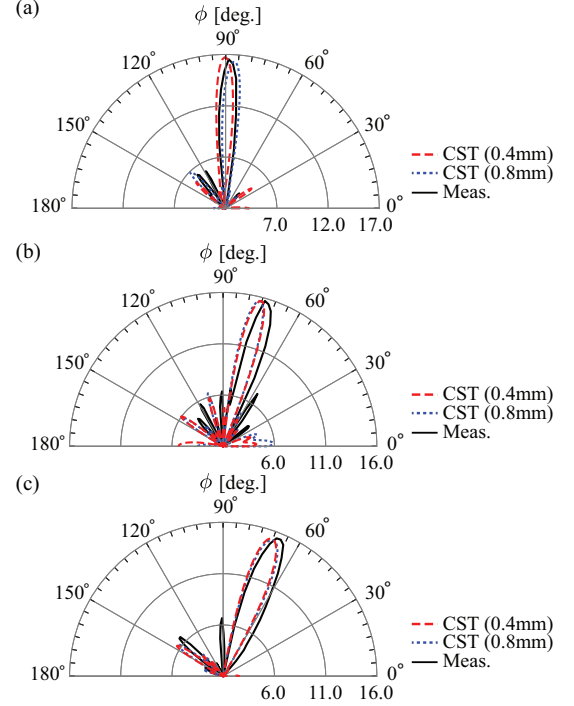 (a)
ϕ [deg.]
90°
120°
60°
150°
30°
180°
0°
7.0 12.0 17.0
CST (0.4mm)
CST (0.8mm)
Meas.
(b)
ϕ [deg.]
90°
120°
60°
150°
30°
180°
0°
6.0 11.0 16.0
CST (0.4mm)
CST (0.8mm)
Meas.
(c)
ϕ [deg.]
90°
120°
60°
150°
30°
180°
0°
6.0 11.0 16.0
CST (0.4mm)
CST (0.8mm)
Meas.